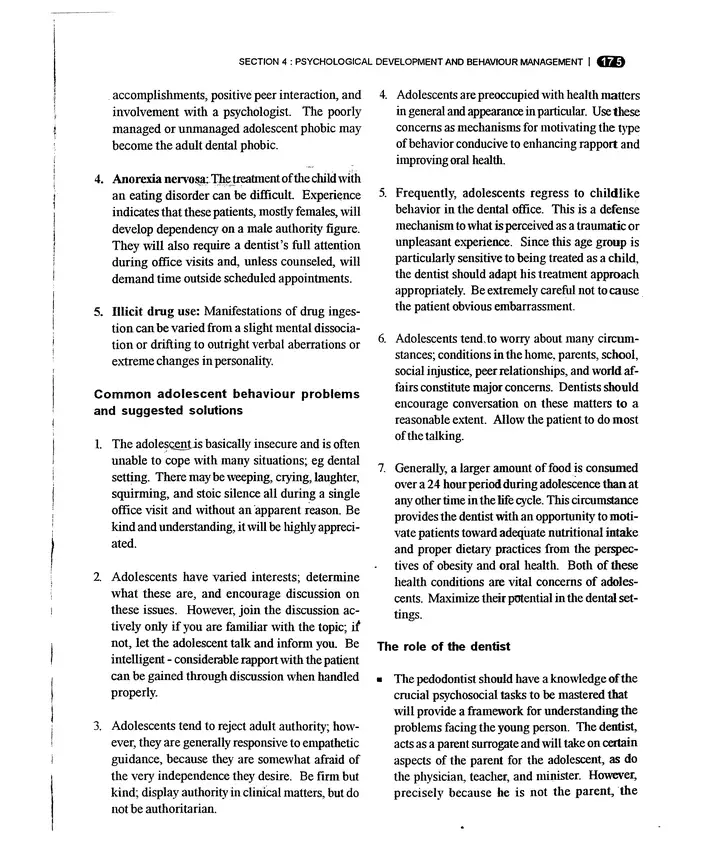 SECTION 4 : PSYCHOLOGICAL DEVELOPMENT AND BEHAVIOUR MANAGEMENT | 175
accomplishments, positive peer interaction, and
involvement with a psychologist. The poorly
managed or unmanaged adolescent phobic may
become the adult dental phobic.
4. Anorexia nervosa: The treatment of the child with
an eating disorder can be difficult. Experience
indicates that these patients, mostly females, will
develop dependency on a male authority figure.
They will also require a dentist's full attention
during office visits and, unless counseled, will
demand time outside scheduled appointments.
5. Illicit drug use: Manifestations of drug inges-
tion can be varied from a slight mental dissocia-
tion or drifting to outright verbal aberrations or
extreme changes in personality.
Common adolescent behaviour problems
and suggested solutions
1. The adolescent is basically insecure and is often
unable to cope with many situations; eg dental
setting. There may be weeping, crying, laughter,
squirming, and stoic silence all during a single
office visit and without an apparent reason. Be
kind and understanding, it will be highly appreci-
ated.
2. Adolescents have varied interests; determine
what these are, and encourage discussion on
these issues. However, join the discussion ac-
tively only if you are familiar with the topic; if
not, let the adolescent talk and inform you. Be
intelligent - considerable rapport with the patient
can be gained through discussion when handled
properly.
3. Adolescents tend to reject adult authority; how-
ever, they are generally responsive to empathetic
guidance, because they are somewhat afraid of
the very independence they desire. Be firm but
kind; display authority in clinical matters, but do
not be authoritarian.
4. Adolescents are preoccupied with health matters
in general and appearance in particular. Use these
concerns as mechanisms for motivating the type
of behavior conducive to enhancing rapport and
improving oral health.
5. Frequently, adolescents regress to childlike
behavior in the dental office. This is a defense
mechanism to what is perceived as a traumatic or
unpleasant experience. Since this age group is
particularly sensitive to being treated as a child,
the dentist should adapt his treatment approach
appropriately. Be extremely careful not to cause
the patient obvious embarrassment.
6. Adolescents tend to worry about many circum-
stances; conditions in the home, parents, school,
social injustice, peer relationships, and world af-
fairs constitute major concerns. Dentists should
encourage conversation on these matters to a
reasonable extent. Allow the patient to do most
of the talking.
7. Generally, a larger amount of food is consumed
over a 24 hour period during adolescence than at
any other time in the life cycle. This circumstance
provides the dentist with an opportunity to moti-
vate patients toward adequate nutritional intake
and proper dietary practices from the perspec-
tives of obesity and oral health. Both of these
health conditions are vital concerns of adoles-
cents. Maximize their potential in the dental set-
tings.
The role of the dentist
▪ The pedodontist should have a knowledge of the
crucial psychosocial tasks to be mastered that
will provide a framework for understanding the
problems facing the young person. The dentist,
acts as a parent surrogate and will take on certain
aspects of the parent for the adolescent, as do
the physician, teacher, and minister. However,
precisely because he is not the parent, the